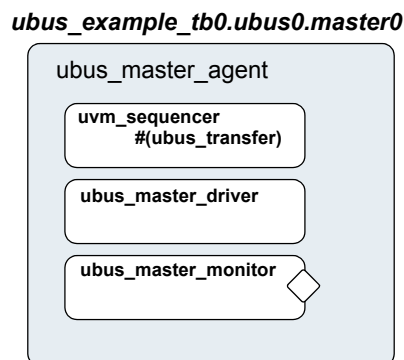 ubus_example_tb0.ubus0.master0
ubus_master_agent
uvm_sequencer
#(ubus_transfer)
ubus_master_driver
ubus_master_monitor